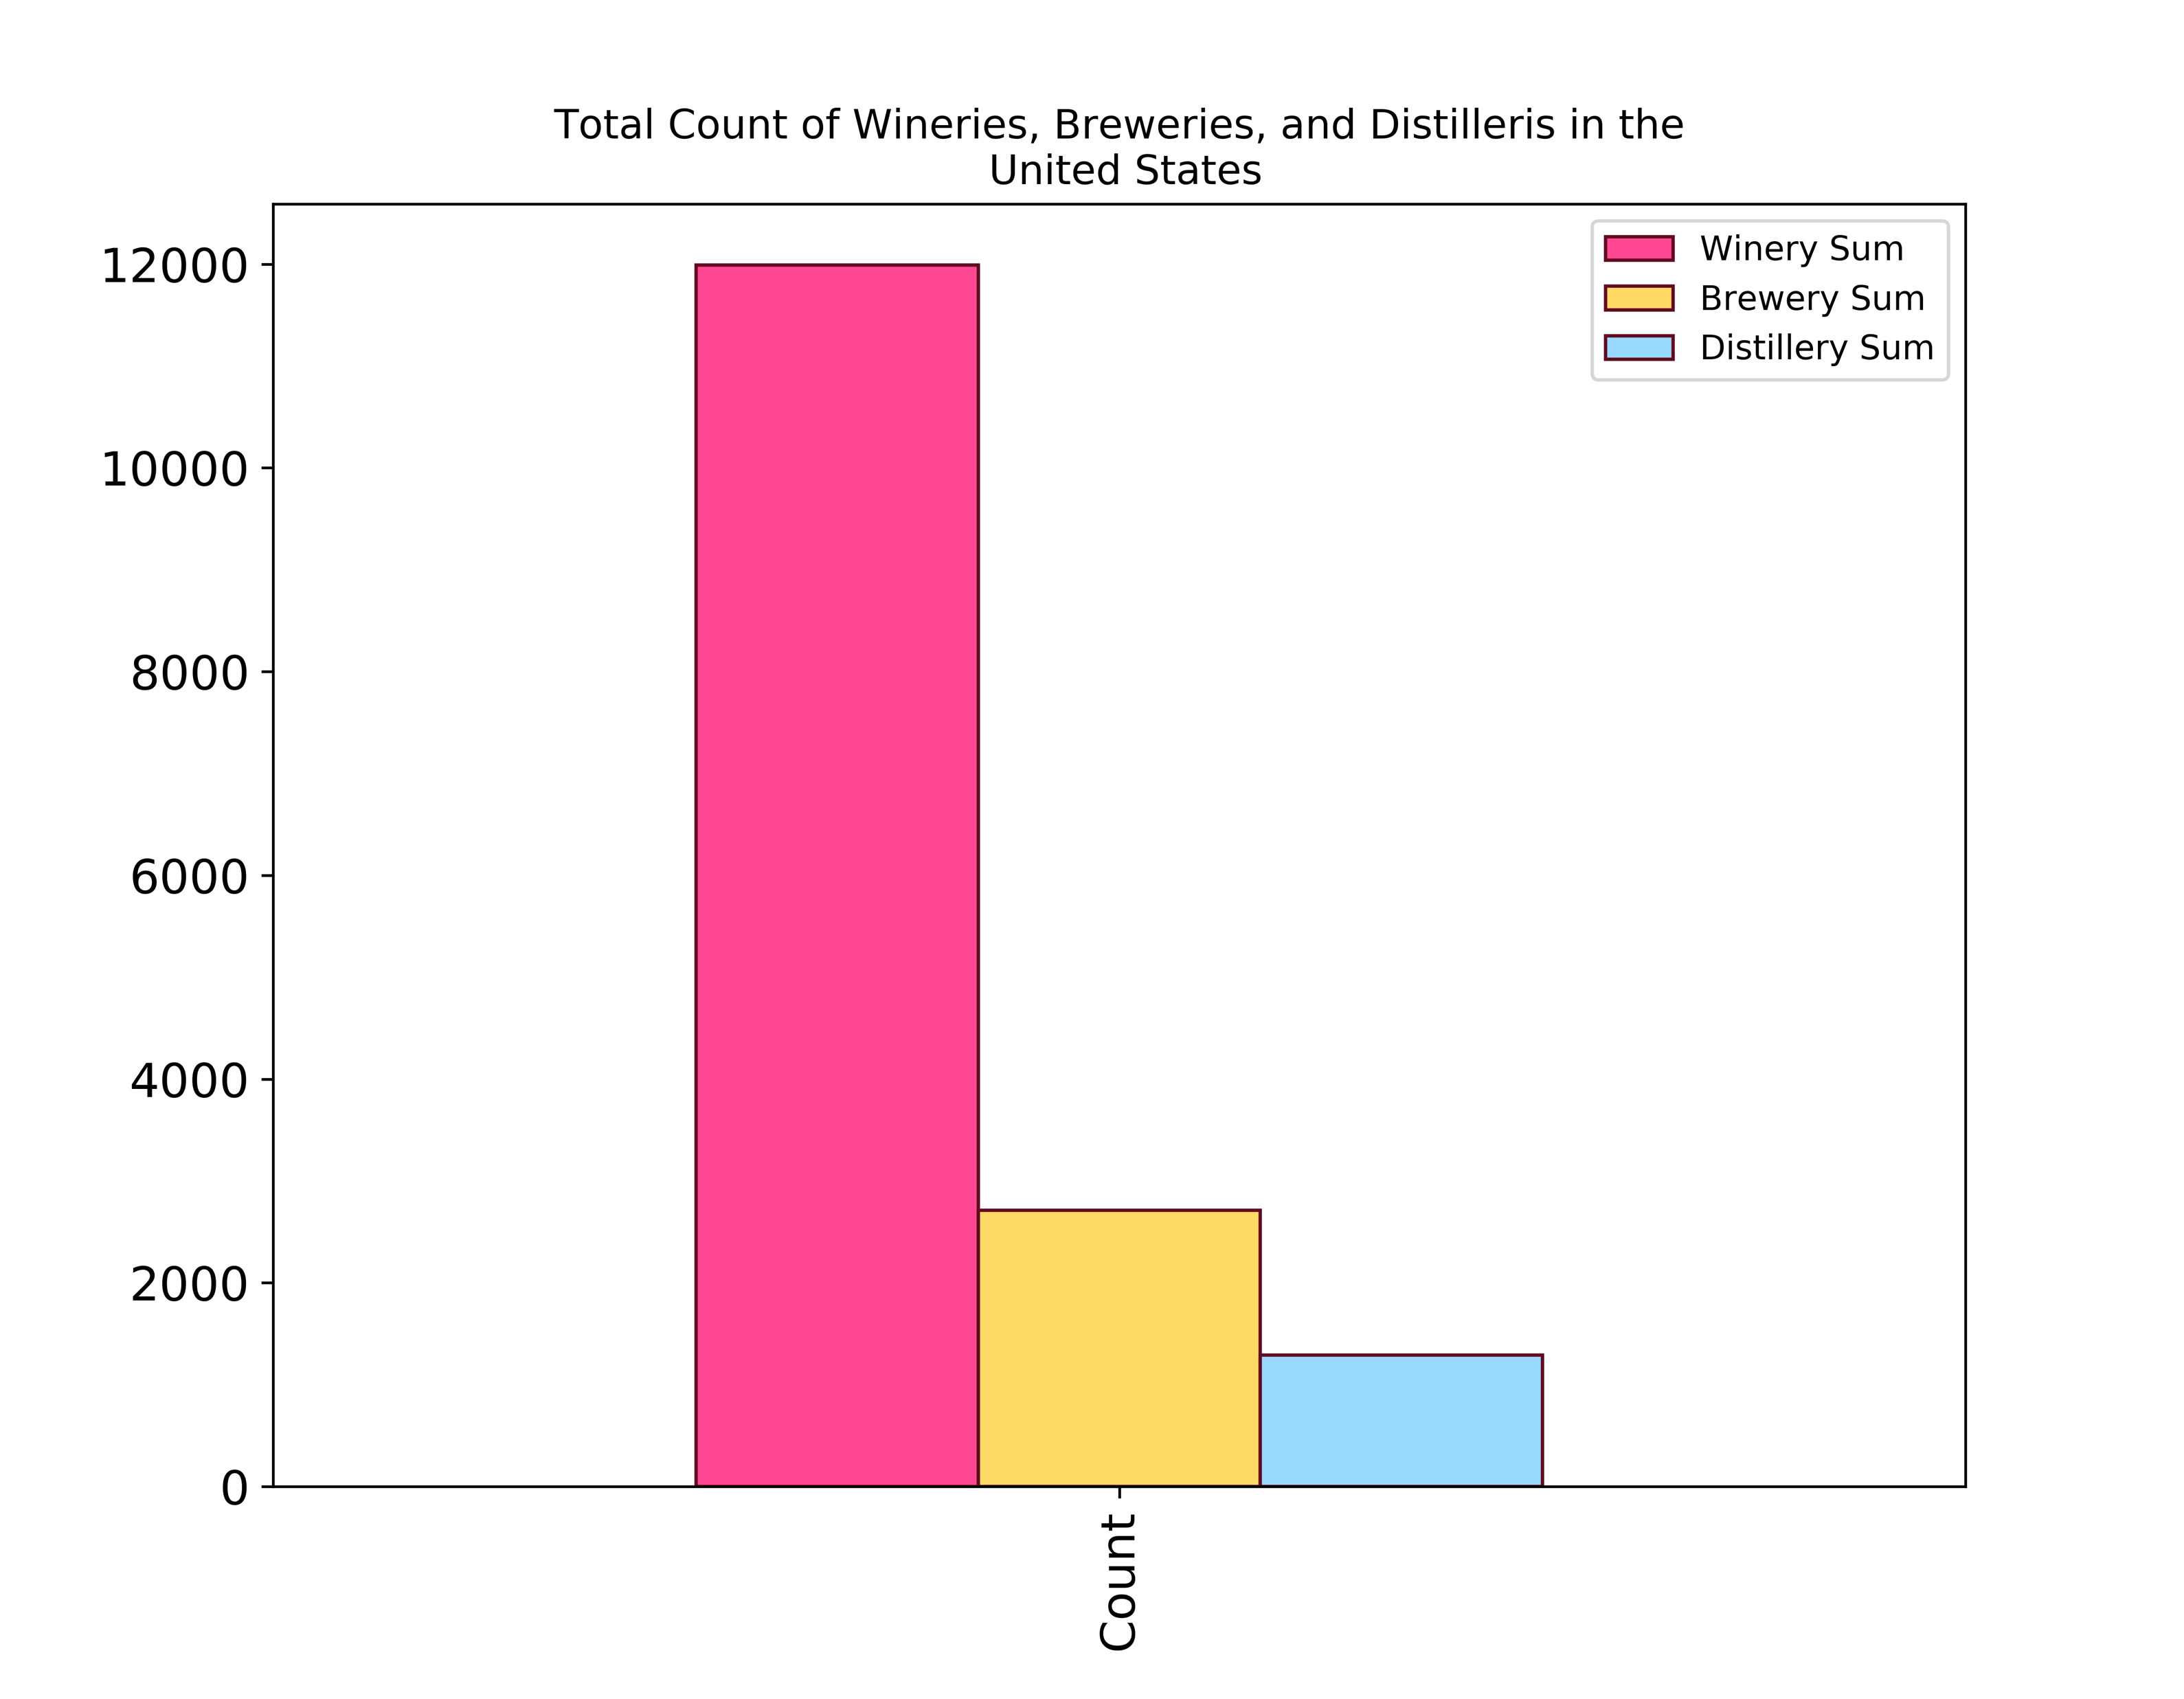 Total Count of Wineries, Breweries, and Distilleris in the
United States
Winery Sum
Brewery Sum
Distillery Sum
12000
10000
8000
6000
4000
2000
0
Count